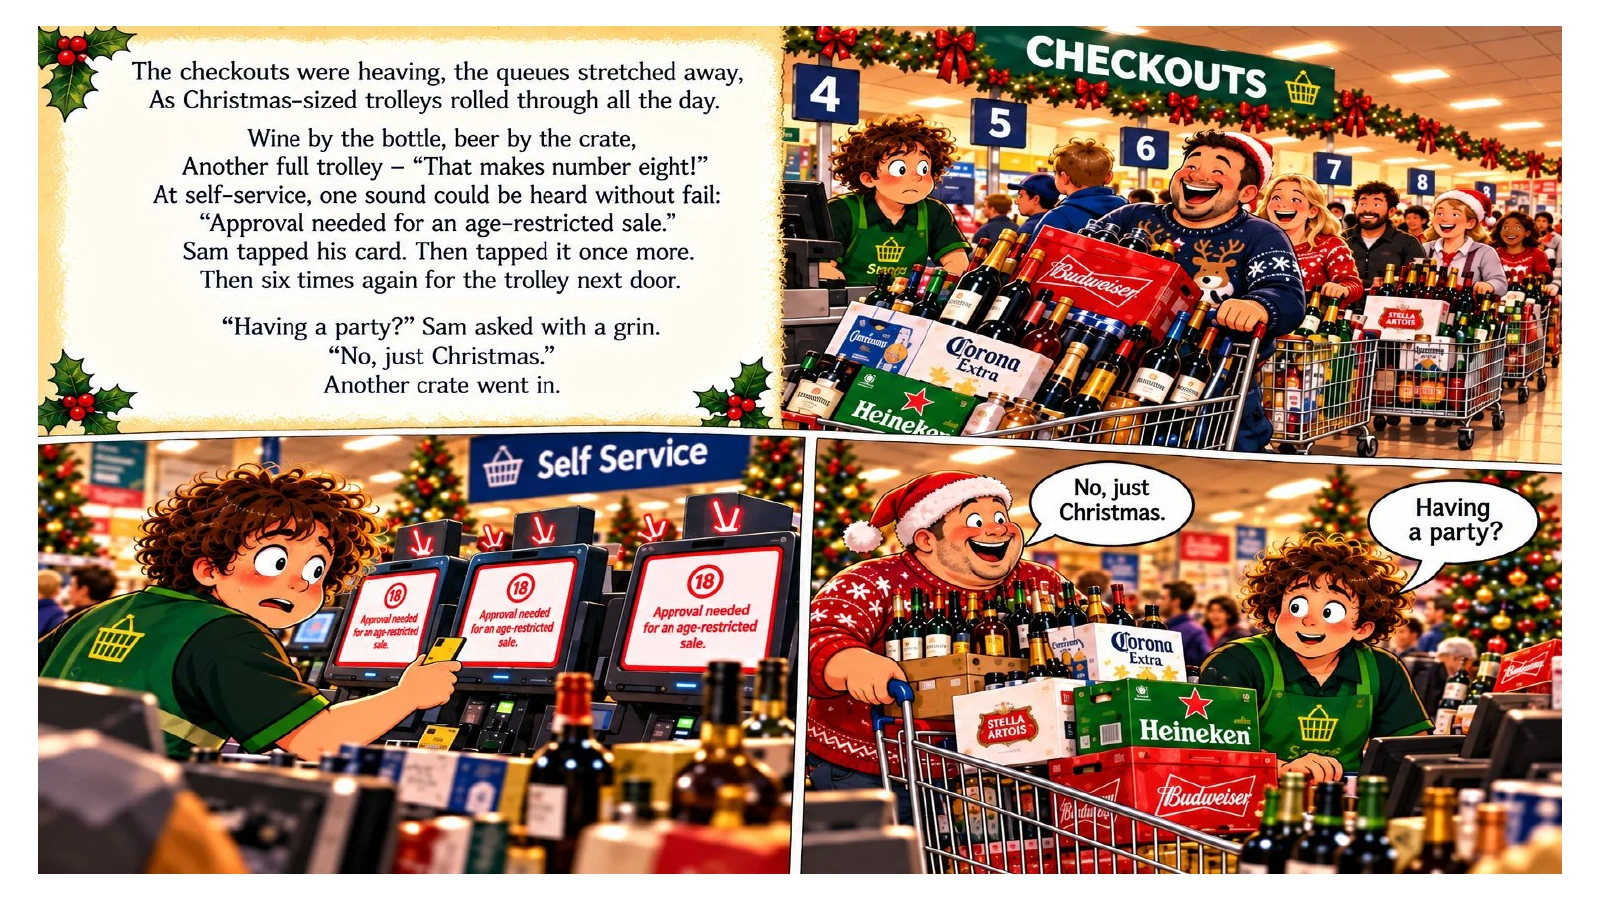 The checkouts were heaving, the queues stretched away,
As Christmas-sized trolleys rolled through all the day.
Wine by the bottle, beer by the crate,
Another full trolley – “That makes number eight!”
At self-service, one sound could be heard without fail:
“Approval needed for an age-restricted sale.”
Sam tapped his card. Then tapped it once more.
Then six times again for the trolley next door.
“Having a party?” Sam asked with a grin.
“No, just Christmas.”
Another crate went in.
CHECKOUTS
4
5
6
7
8
8
Budweiser
Corona
Extra
Heineken
STELLA
ARTOIS
Self Service
18
Approval needed
for an age-restricted
sale.
18
Approval needed
for an age-restricted
sale.
18
Approval needed
for an age-restricted
sale.
No, just
Christmas.
Having
a party?
Corona
Extra
STELLA
ARTOIS
Heineken
Budweiser
Budweiser
Budweiser